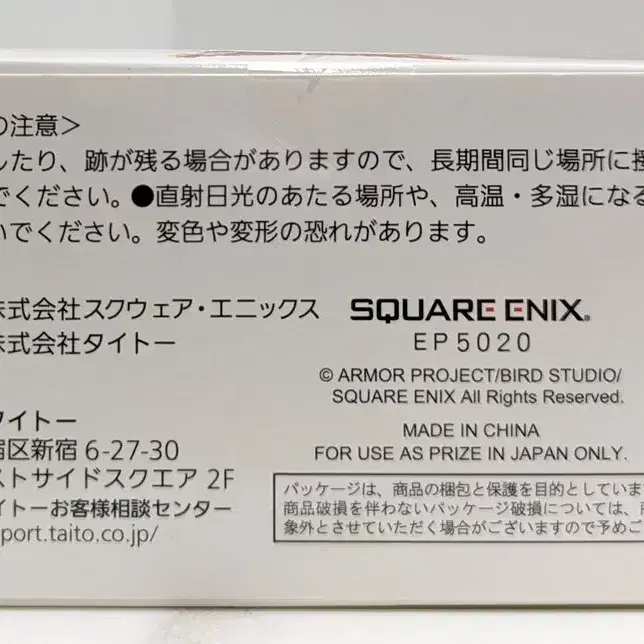 の注意＞
したり、跡が残る場合がありますので、長期間同じ場所に接
でください。●直射日光のあたる場所や、高温・多湿になる
いでください。変色や変形の恐れがあります。
式会社スクウェア・エニックス
式会社タイトー
SQUARE ENIX®
EP5020
© ARMOR PROJECT/BIRD STUDIO/
SQUARE ENIX All Rights Reserved.
MADE IN CHINA
FOR USE AS PRIZE IN JAPAN ONLY.
タイトー
宿区新宿 6-27-30
ストサイドスクエア 2F
イトーお客様相談センター
port.taito.co.jp/
パッケージは、商品の梱包と保護を目的としています
商品破損を伴わないパッケージ破損については、
象外とさせていただく場合がございますので予めご